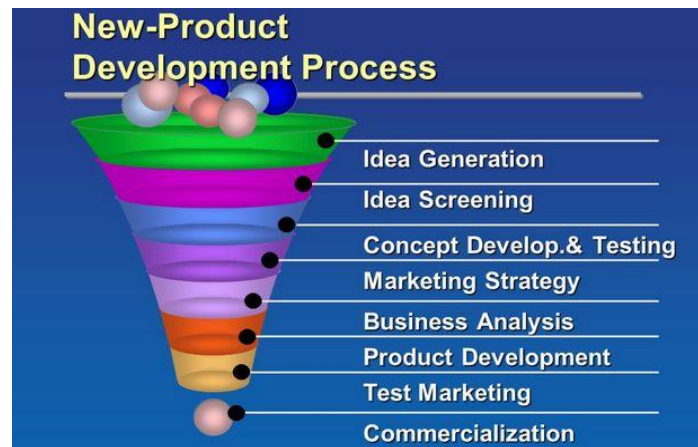 New-Product
Development Process
Idea Generation
Idea Screening
Concept Develop.& Testing
Marketing Strategy
Business Analysis
Product Development
Test Marketing
Commercialization